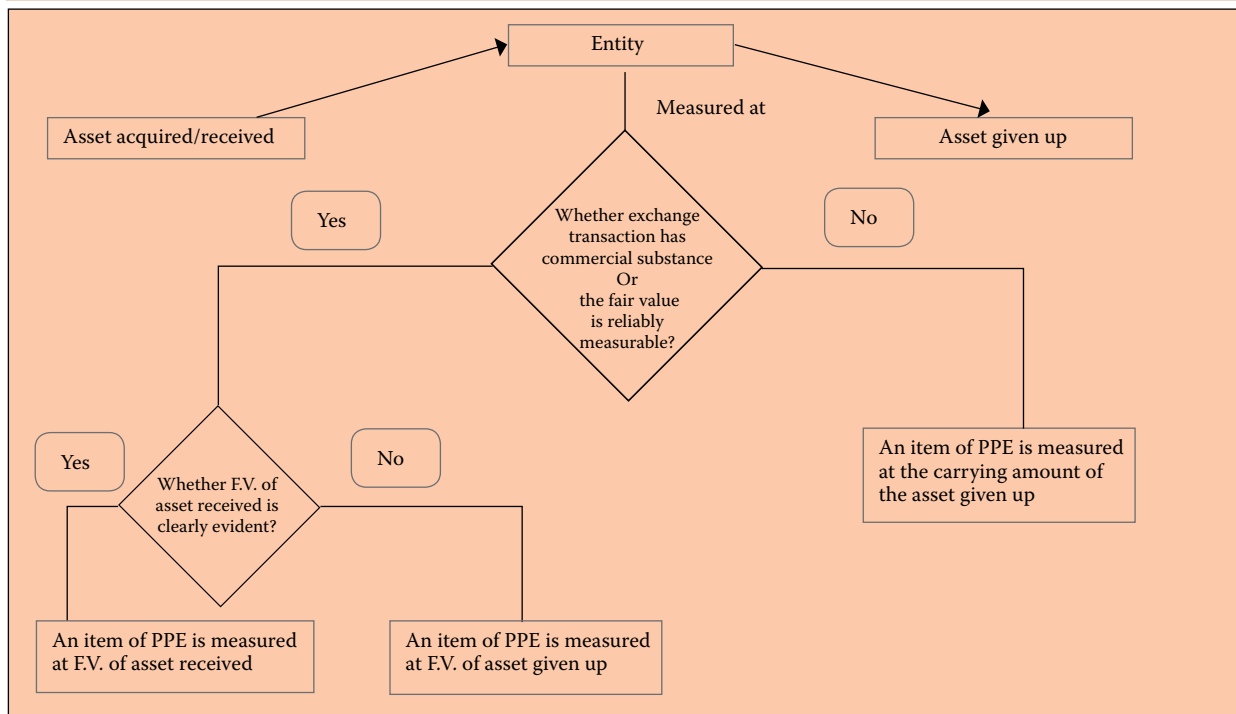 Entity
Measured at
Asset acquired/received
Asset given up
Yes
No
Whether exchange
transaction has
commercial substance
Or
the fair value
is reliably
measurable?
Yes
No
Whether F.V. of
asset received is
clearly evident?
An item of PPE is measured
at the carrying amount of
the asset given up
An item of PPE is measured
at F.V. of asset received
An item of PPE is measured
at F.V. of asset given up